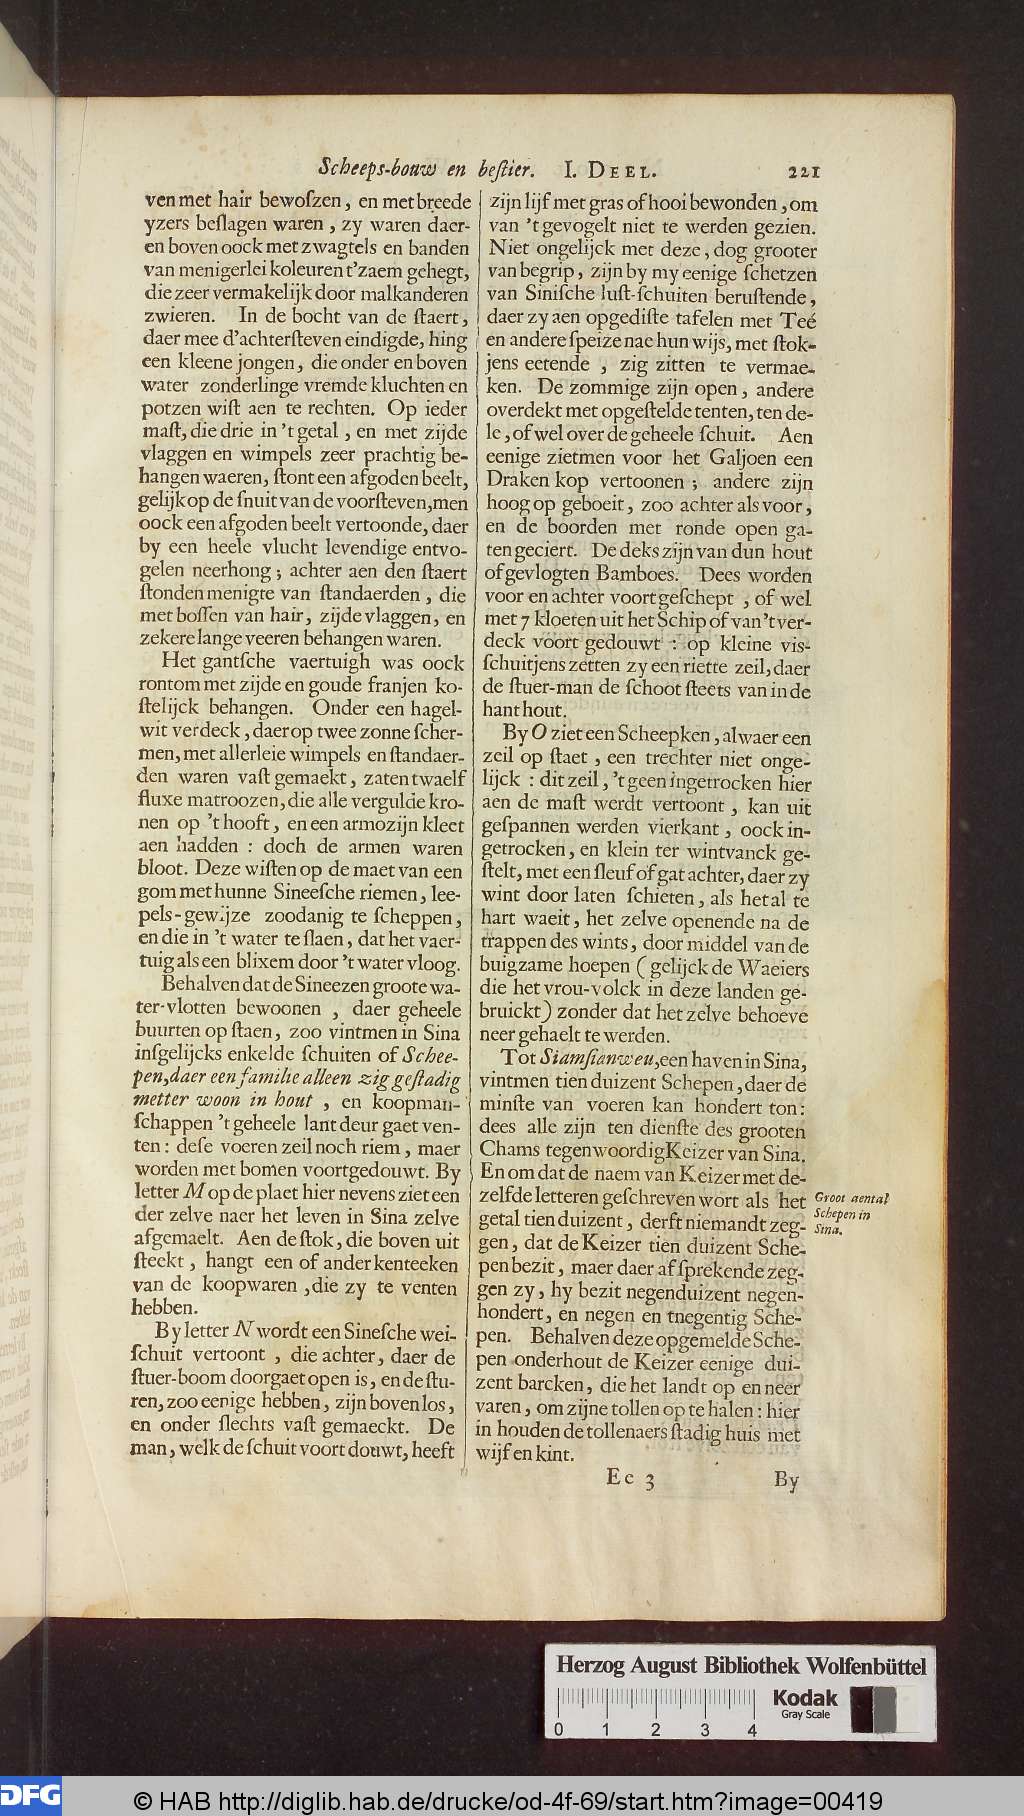 Scheeps-bouw en beſtier. I. DEEL. 221
ven met hair bewoſzen, en met breede
yzers beſlagen waren, zy waren daer-
en boven oock met zwagtels en banden
van menigerlei koleuren t'zaem gehegt,
die zeer vermakelijk door malkanderen
zwieren. In de bocht van de ſtaert,
daer mee d'achterſteven eindigde, hing
een kleene jongen, die onder en boven
water zonderlinge vremde kluchten en
potzen wiſt aen te rechten. Op ieder
maſt, die drie in 't getal, en met zijde
vlaggen en wimpels zeer prachtig be-
hangen waeren, ſtont een afgoden beelt,
gelijk op de ſnuit van de voorſteven, men
oock een afgoden beelt vertoonde, daer
by een heele vlucht levendige entvo-
gelen neerhong; achter aen den ſtaert
ſtonden menigte van ſtandaerden, die
met boſſen van hair, zijde vlaggen, en
zekere lange veeren behangen waren.
Het gantſche vaertuigh was oock
rontom met zijde en goude franjen ko-
ſtelijck behangen. Onder een hagel-
wit verdeck, daer op twee zonne ſcher-
men, met allerleie wimpels en ſtandaer-
den waren vaſt gemaekt, zaten twaelf
fluxe matroozen, die alle vergulde kro-
nen op 't hooft, en een armozijn kleet
aen hadden : doch de armen waren
bloot. Deze wiſten op de maet van een
gom met hunne Sineeſche riemen, lee-
pels-gewijze zoodanig te ſcheppen,
en die in 't water te ſlaen, dat het vaer-
tuig als een blixem door 't water vloog.
Behalven dat de Sineezen groote wa-
ter-vlotten bewoonen, daer geheele
buurten op ſtaen, zoo vintmen in Sina
inſgelijcks enkelde ſchuiten of Schee-
pen, daer een familie alleen zig geſtadig
metter woon in hout, en koopman-
ſchappen 't geheele lant deur gaet ven-
ten : deſe voeren zeil noch riem, maer
worden met bomen voortgedouwt. By
letter M op de plaet hier nevens ziet een
der zelve naer het leven in Sina zelve
afgemaelt. Aen de ſtok, die boven uit
ſteekt, hangt een of ander kenteeken
van de koopwaren, die zy te venten
hebben.
By letter N wordt een Sineſche wei-
ſchuit vertoont, die achter, daer de
ſtuer-boom doorgaet open is, en de ſtu-
ren, zoo eenige hebben, zijn boven los,
en onder ſlechts vaſt gemaeckt. De
man, welk de ſchuit voort douwt, heeft
zijn lijf met gras of hooi bewonden, om
van 't gevogelt niet te werden gezien.
Niet ongelijck met deze, dog grooter
van begrip, zijn by my eenige ſchetzen
van Siniſche luſt-ſchuiten beruſtende,
daer zy aen opgediſte tafelen met Teé
en andere ſpeize nae hun wijs, met ſtok-
jens eetende, zig zitten te vermae-
ken. De zommige zijn open, andere
overdekt met opgeſtelde tenten, ten de-
le, of wel over de geheele ſchuit. Aen
eenige zietmen voor het Galjoen een
Draken kop vertoonen; andere zijn
hoog op geboeit, zoo achter als voor,
en de boorden met ronde open ga-
ten geciert. De deks zijn van dun hout
of gevlogten Bamboes. Dees worden
voor en achter voort geſchept, of wel
met 7 kloeten uit het Schip of van 't ver-
deck voort gedouwt : op kleine vis-
ſchuitjens zetten zy een riette zeil, daer
de ſtuer-man de ſchoot ſteets van in de
hant hout.
By O ziet een Scheepken, alwaer een
zeil op ſtaet, een trechter niet onge-
lijck : dit zeil, 't geen ingetrocken hier
aen de maſt werdt vertoont, kan uit
geſpannen werden vierkant, oock in-
getrocken, en klein ter wintvanck ge-
ſtelt, met een ſleuf of gat achter, daer zy
wint door laten ſchieten, als het al te
hart waeit, het zelve openende na de
trappen des wints, door middel van de
buigzame hoepen (gelijck de Waeiers
die het vrou-volck in deze landen ge-
bruickt) zonder dat het zelve behoeve
neer gehaelt te werden.
Tot Siamſianweu, een haven in Sina,
vintmen tien duizent Schepen, daer de
minſte van voeren kan hondert ton:
dees alle zijn ten dienſte des grooten
Chams tegenwoordig Keizer van Sina.
En om dat de naem van Keizer met de-
zelfde letteren geſchreven wort als het
getal tien duizent, derft niemandt zeg-
gen, dat de Keizer tien duizent Sche-
pen bezit, maer daer af ſprekende zeg-
gen zy, hy bezit negenduizent negen-
hondert, en negen en tnegentig Sche-
pen. Behalven deze opgemelde Sche-
pen onderhout de Keizer eenige dui-
zent barcken, die het landt op en neer
varen, om zijne tollen op te halen : hier
in houden de tollenaers ſtadig huis met
wijf en kint.
Groot aental
Schepen in
Sina.
Ee 3 By
Herzog August Bibliothek Wolfenbüttel
Kodak
Gray Scale
0 1 2 3 4
DFG © HAB http://diglib.hab.de/drucke/od-4f-69/start.htm?image=00419